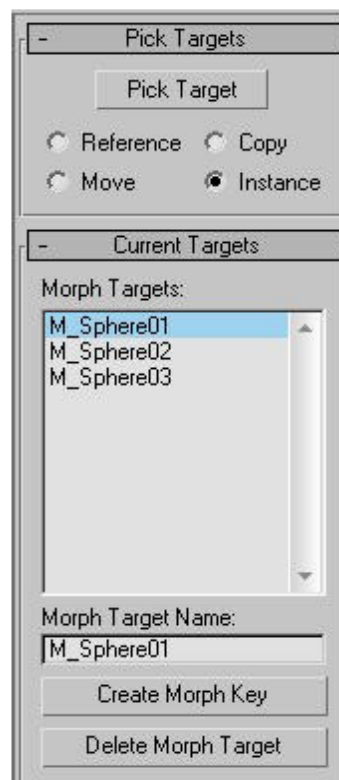 - Pick Targets
Pick Target
Reference Copy
Move Instance
- Current Targets
Morph Targets:
M_Sphere01
M_Sphere02
M_Sphere03
Morph Target Name:
M_Sphere01
Create Morph Key
Delete Morph Target